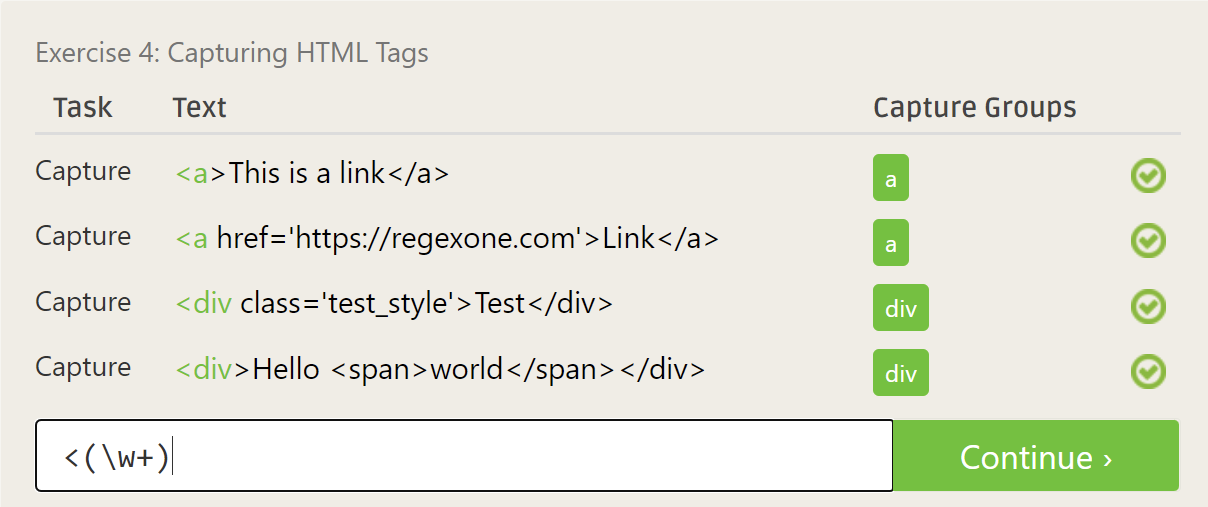 Exercise 4: Capturing HTML Tags
Task Text Capture Groups
Capture <a>This is a link</a> a
Capture <a href='https://regexone.com'>Link</a> a
Capture <div class='test_style'>Test</div> div
Capture <div>Hello <span>world</span></div> div
<(\w+) Continue ›